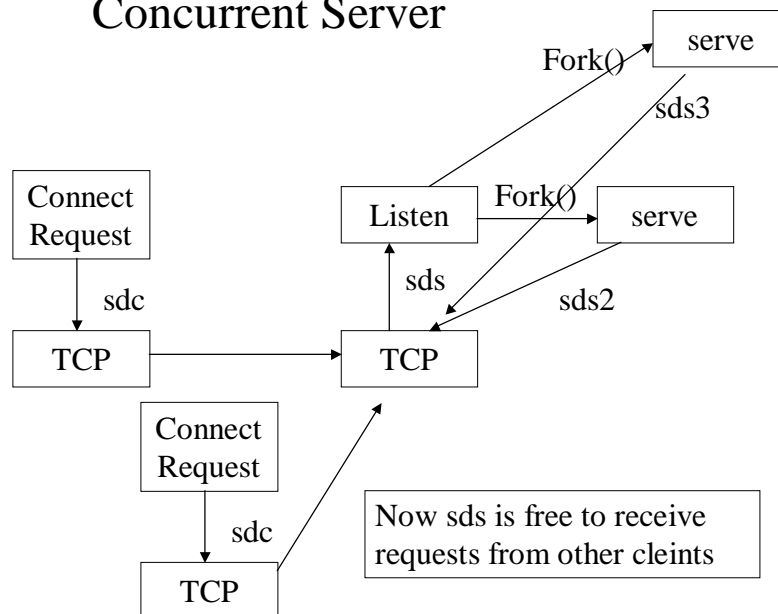 Concurrent Server
serve
Fork()
sds3
Connect
Request
Listen
Fork()
serve
sds
sds2
sdc
TCP
TCP
Connect
Request
sdc
Now sds is free to receive
requests from other cleints
TCP